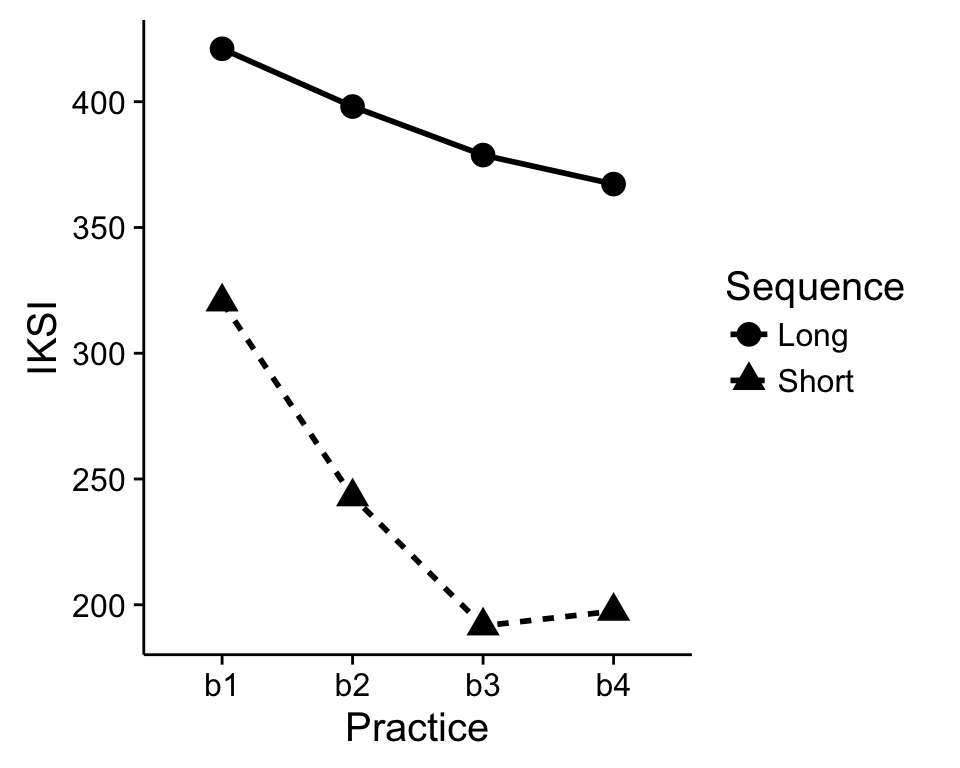 400
350
300
250
200
IKSI
b1 b2 b3 b4
Practice
Sequence
Long
Short